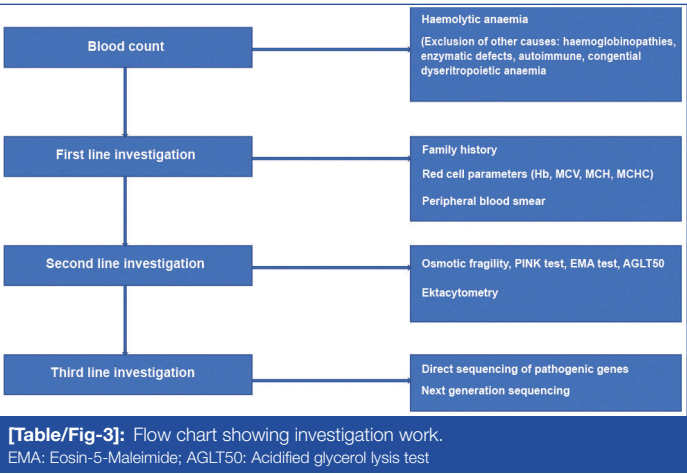 Blood count
Haemolytic anaemia
(Exclusion of other causes: haemoglobinopathies,
enzymatic defects, autoimmune, congential
dyseritropoietic anaemia
First line investigation
Family history
Red cell parameters (Hb, MCV, MCH, MCHC)
Peripheral blood smear
Second line investigation
Osmotic fragility, PINK test, EMA test, AGLT50
Ektacytometry
Third line investigation
Direct sequencing of pathogenic genes
Next generation sequencing
[Table/Fig-3]: Flow chart showing investigation work.
EMA: Eosin-5-Maleimide; AGLT50: Acidified glycerol lysis test